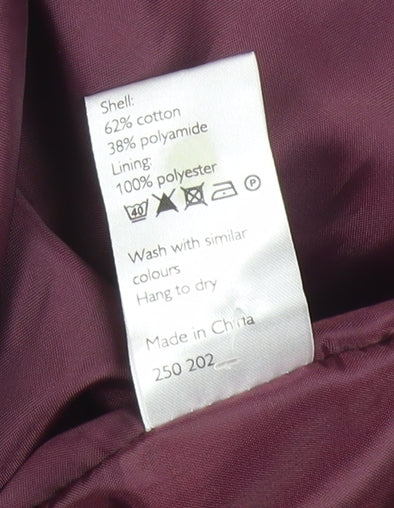 Shell:
62% cotton
38% polyamide
Lining:
100% polyester
40 P
Wash with similar
colours
Hang to dry
Made in China
250 202